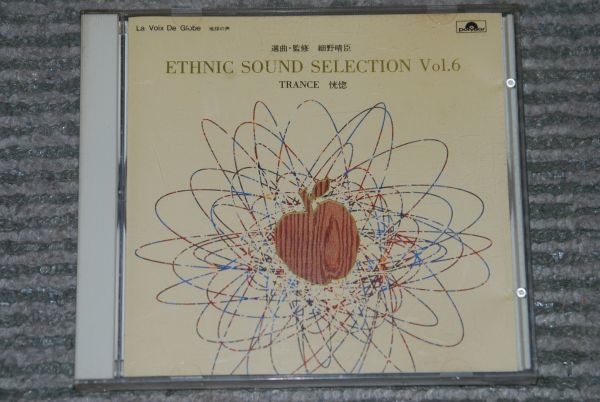 La Voix De Globe 地球の声
polydor
選曲・監修 細野晴臣
ETHNIC SOUND SELECTION Vol.6
TRANCE 恍惚